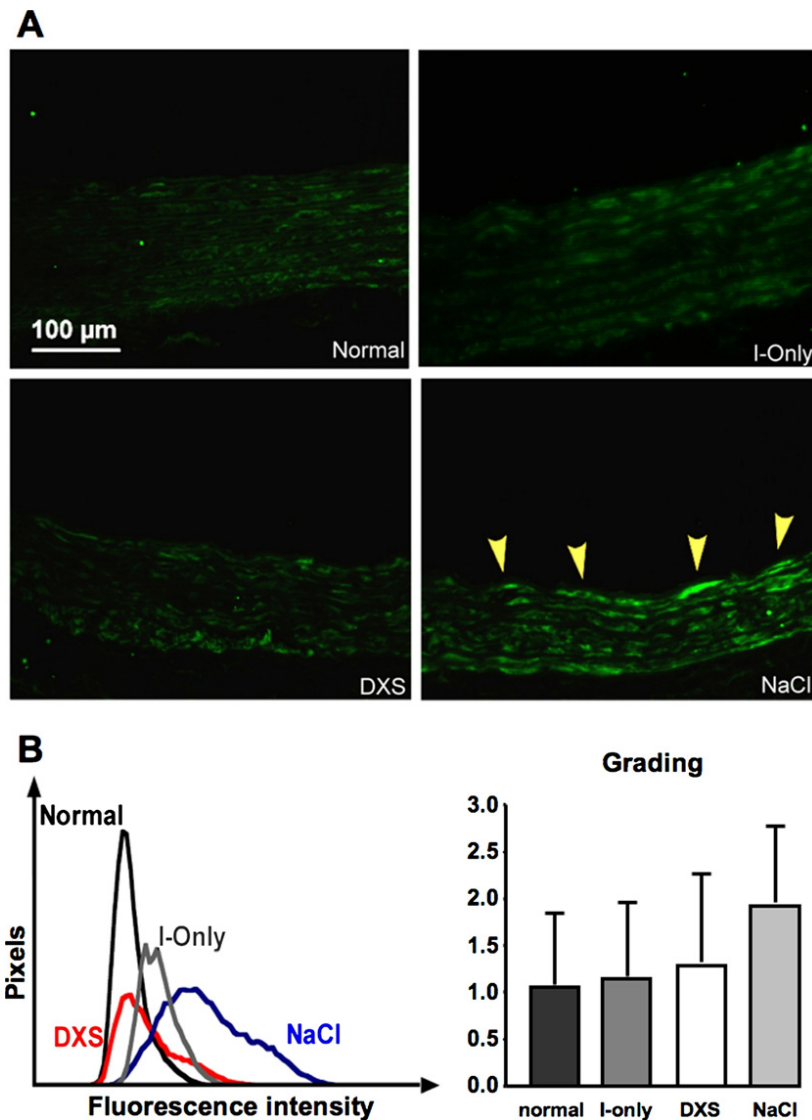 A
Normal
I-Only
100 µm
DXS
NaCl
B
Normal
I-Only
DXS
NaCl
Pixels
Fluorescence intensity
Grading
3.0
2.5
2.0
1.5
1.0
0.5
0.0
normal
I-only
DXS
NaCl